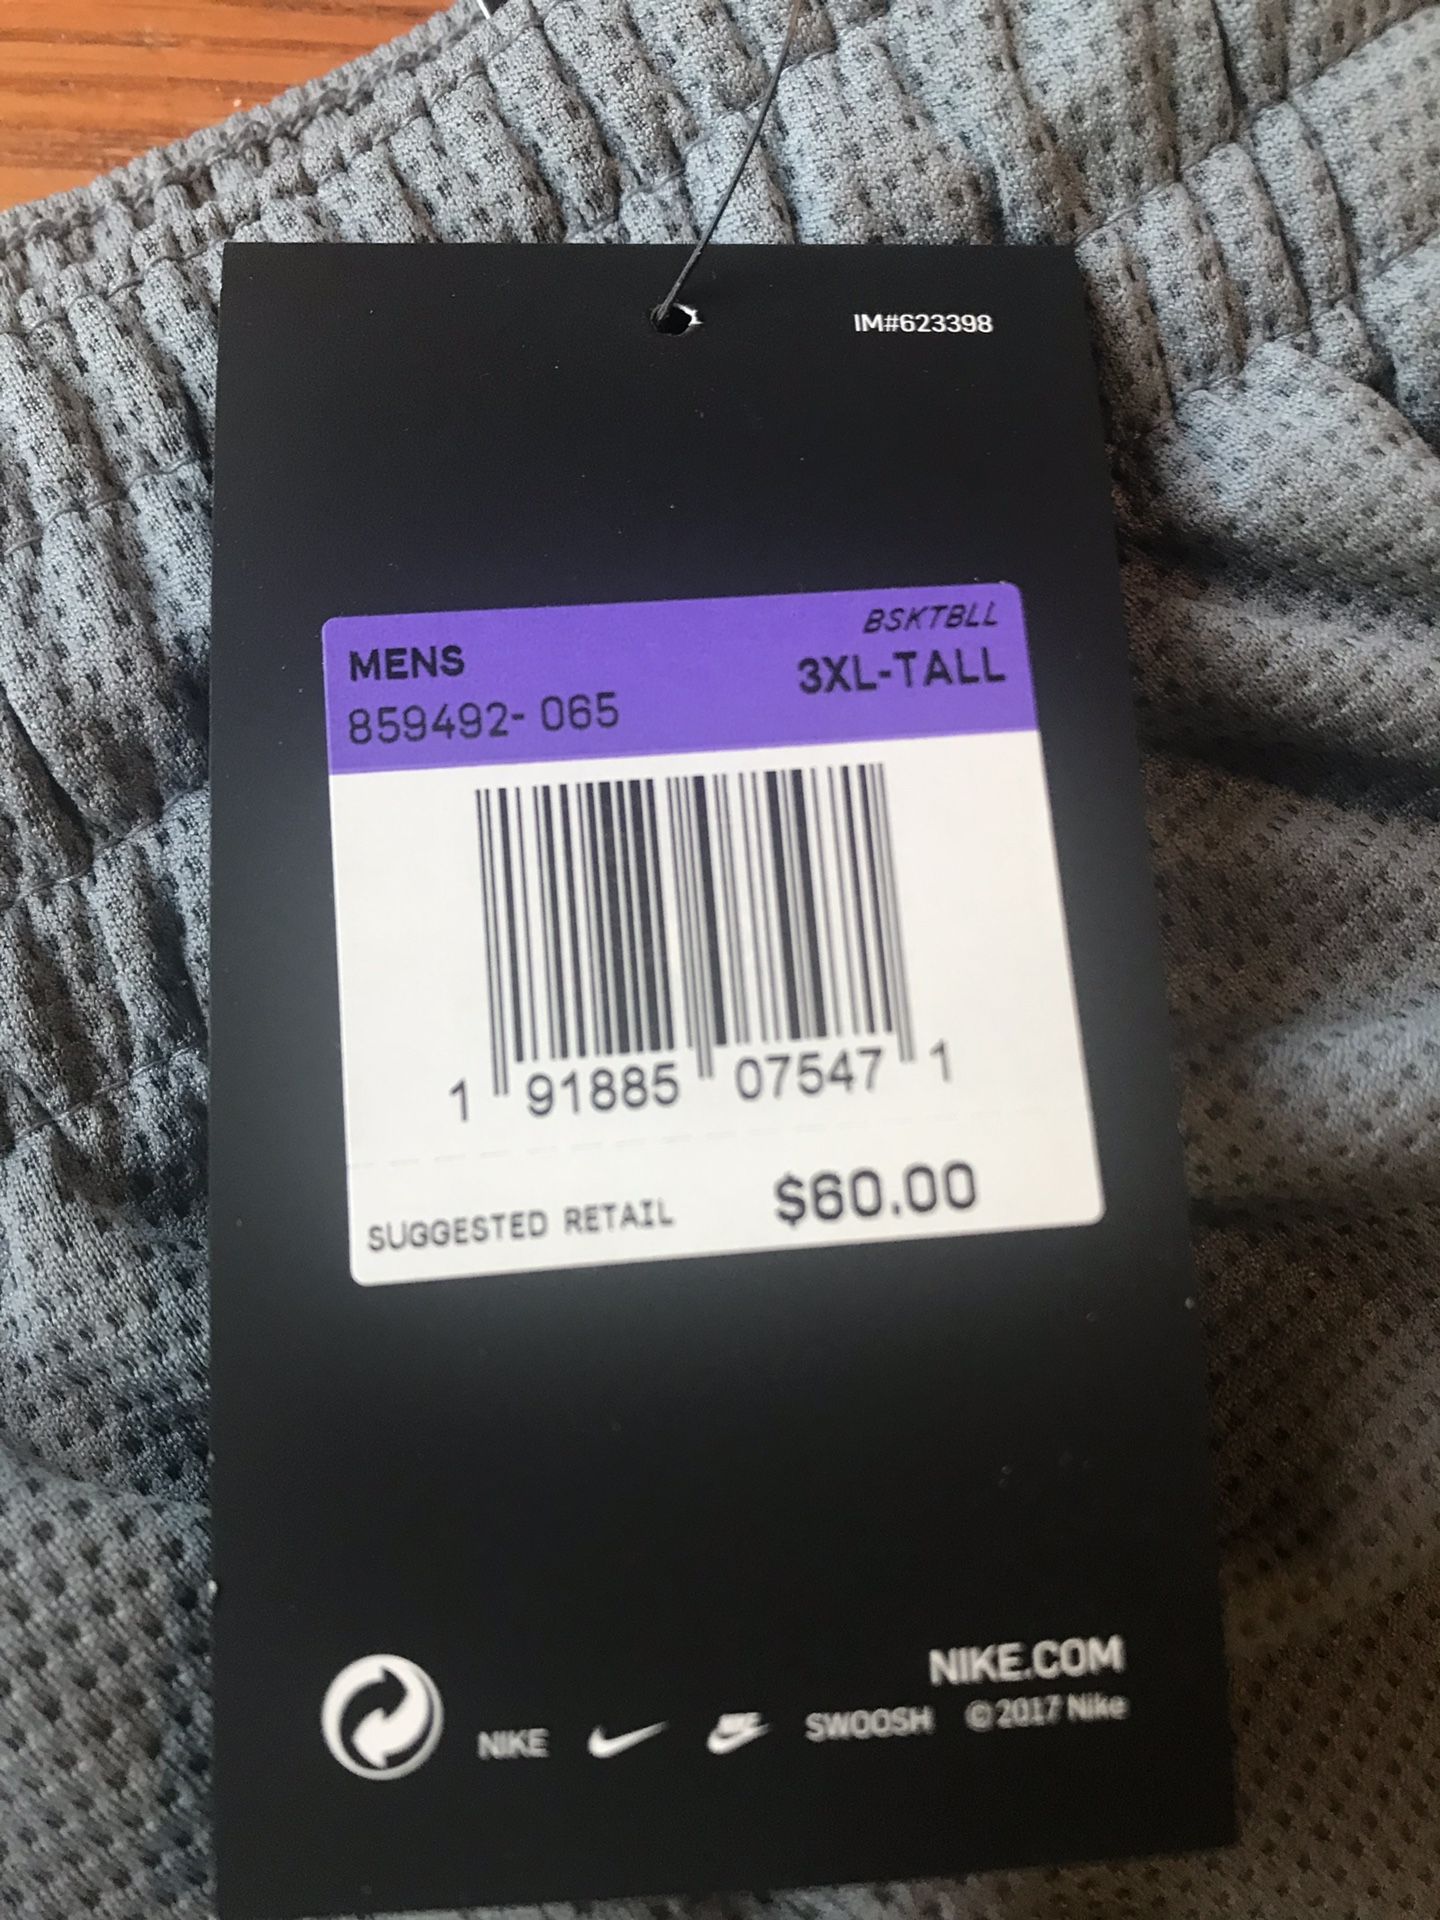 IM#623398
BSKTBLL
MENS 3XL-TALL
859492- 065
1 91885 07547 1
SUGGESTED RETAIL $60.00
NIKE.COM
NIKE NIKE SWOOSH ©2017 Nike